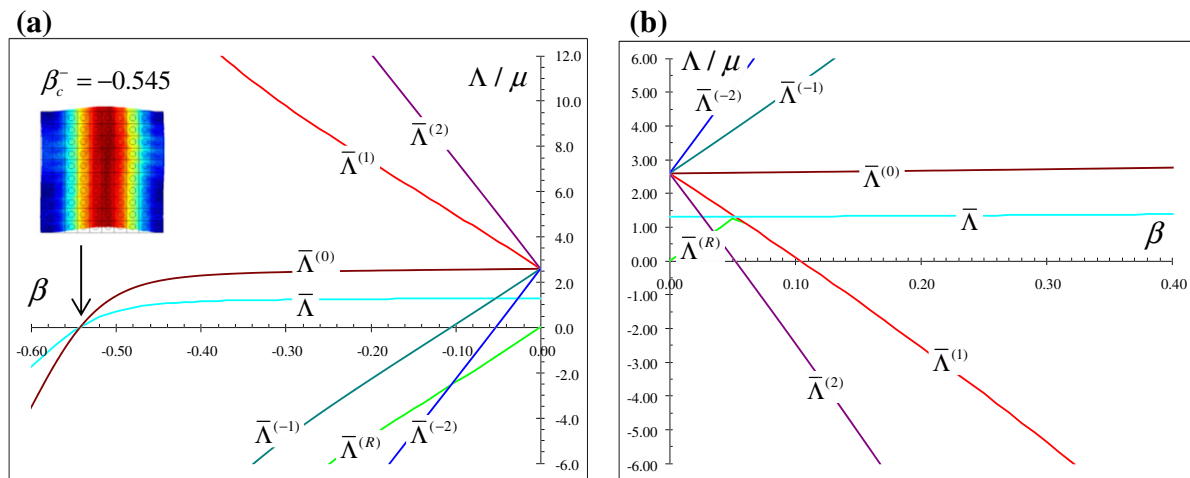 (a)
β_c^- = −0.545
Λ / μ
12.0
10.0
8.0
6.0
4.0
2.0
0.0
-2.0
-4.0
-6.0
Λ̄^(2)
Λ̄^(1)
Λ̄^(0)
β
Λ̄
-0.60
-0.50
-0.40
-0.30
-0.20
-0.10
0.00
Λ̄^(-1)
Λ̄^(R)
Λ̄^(-2)
(b)
6.00
5.00
4.00
3.00
2.00
1.00
0.00
-1.00
-2.00
-3.00
-4.00
-5.00
-6.00
Λ / μ
Λ̄^(-2)
Λ̄^(-1)
Λ̄^(0)
Λ̄
β
Λ̄^(R)
0.00
0.10
0.20
0.30
0.40
Λ̄^(1)
Λ̄^(2)